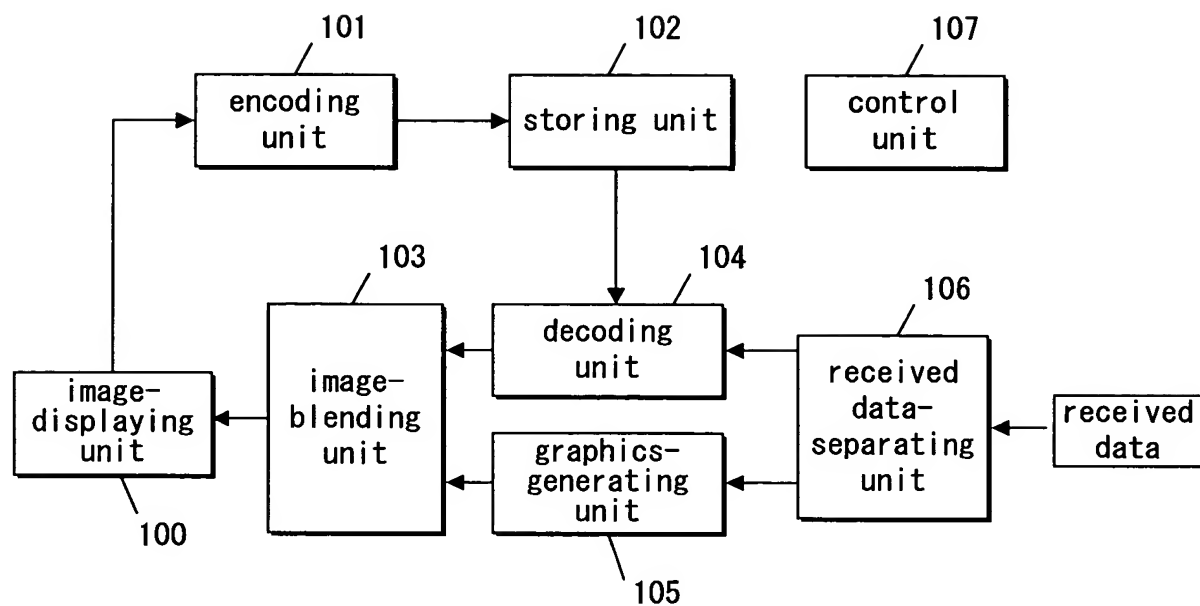 101
102
107
encoding
unit
storing unit
control
unit
103
104
106
decoding
unit
image-
displaying
unit
image-
blending
unit
received
data-
separating
unit
received
data
graphics-
generating
unit
100
105